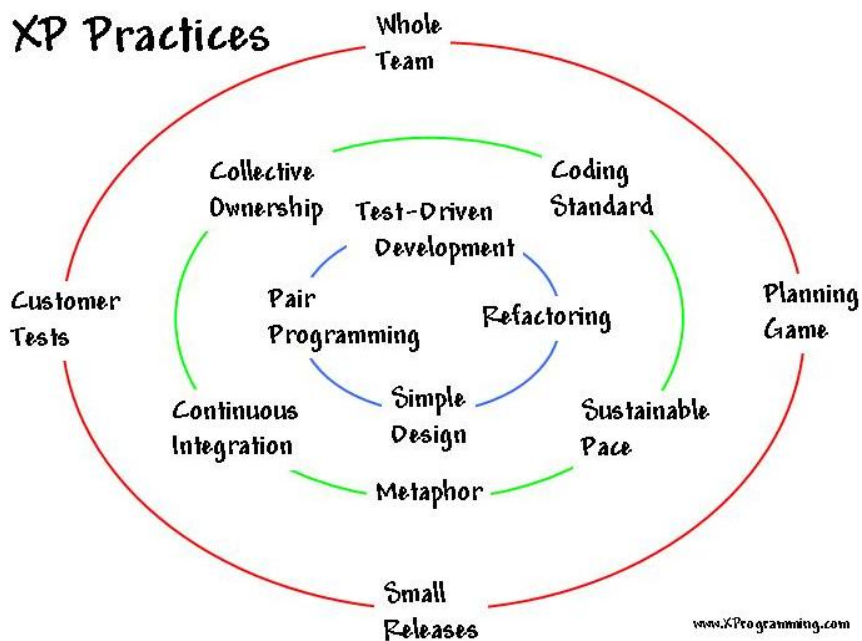 XP Practices
Whole
Team
Collective
Ownership
Coding
Standard
Test-Driven
Development
Customer
Tests
Pair
Programming
Refactoring
Planning
Game
Continuous
Integration
Simple
Design
Sustainable
Pace
Metaphor
Small
Releases
www.XProgramming.com